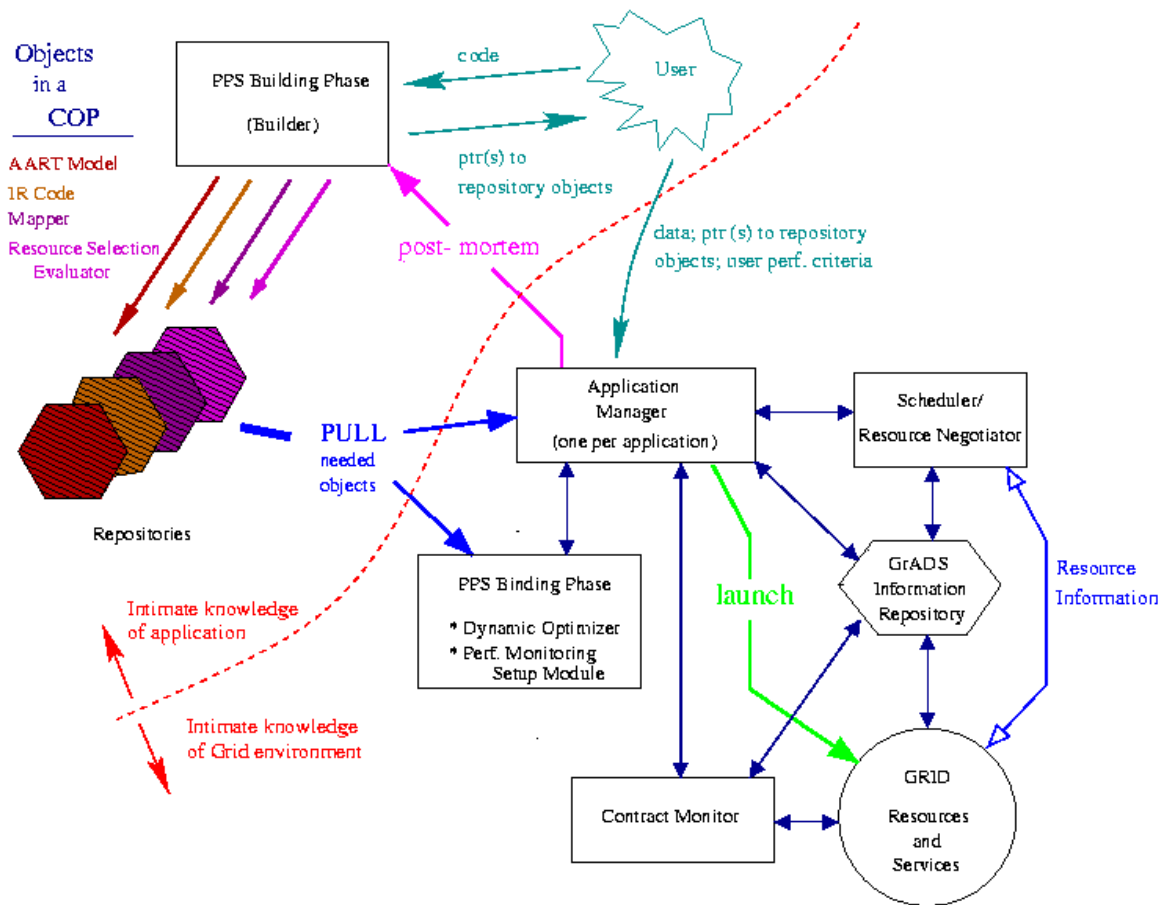 Objects
in a
COP
AART Model
IR Code
Mapper
Resource Selection
Evaluator
PPS Building Phase
(Builder)
code
User
ptr(s) to
repository objects
post- mortem
data; ptr (s) to repository
objects; user perf. criteria
Repositories
PULL
needed
objects
Application
Manager
(one per application)
Scheduler/
Resource Negotiator
PPS Binding Phase
* Dynamic Optimizer
* Perf. Monitoring
Setup Module
launch
GrADS
Information
Repository
Resource
Information
Intimate knowledge
of application
Intimate knowledge
of Grid environment
Contract Monitor
GRID
Resources
and
Services